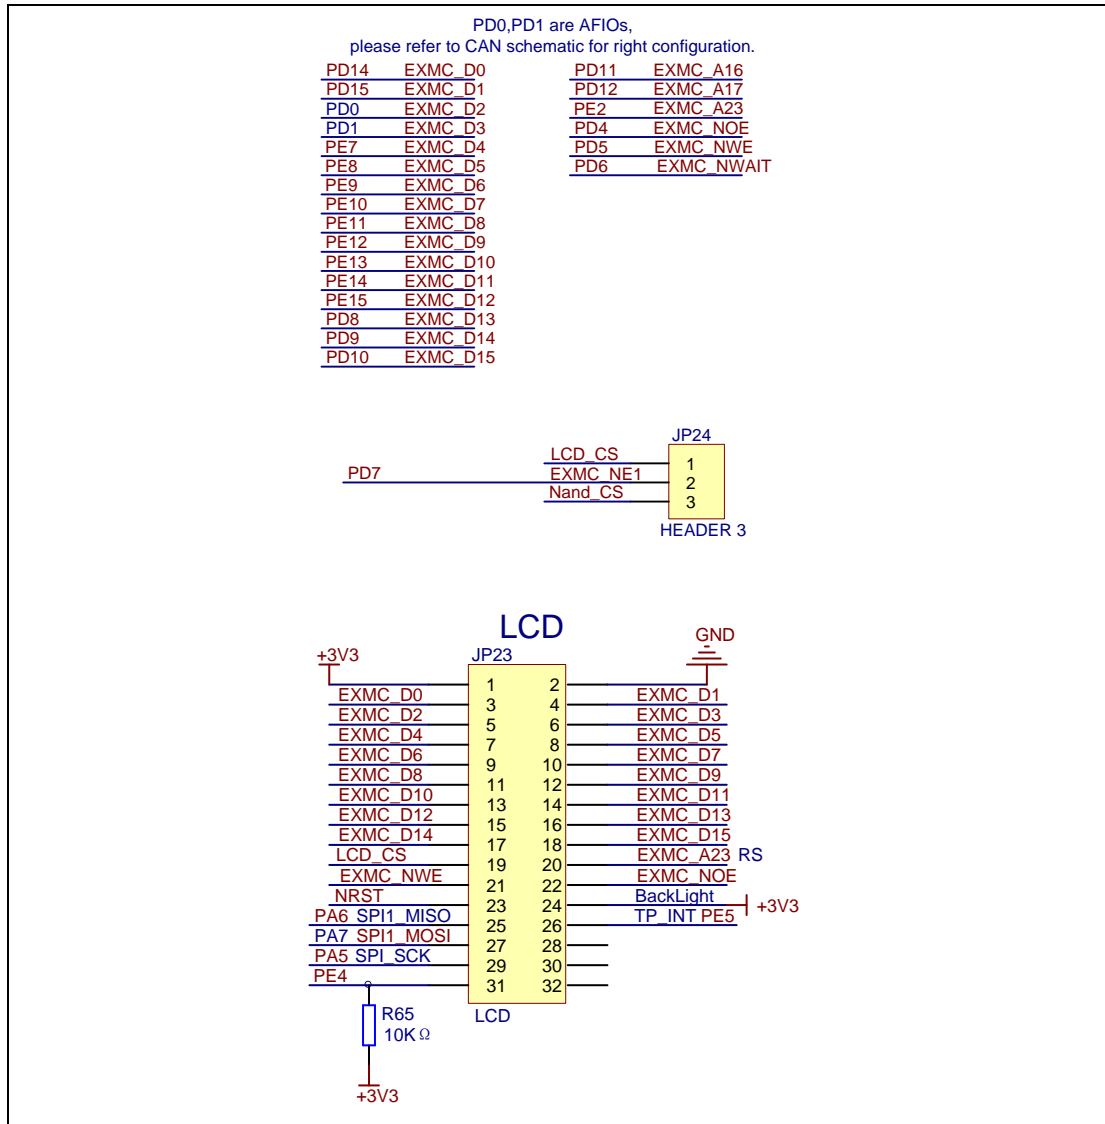 PD0,PD1 are AFIOs,
please refer to CAN schematic for right configuration.
PD14 EXMC_D0
PD15 EXMC_D1
PD0 EXMC_D2
PD1 EXMC_D3
PE7 EXMC_D4
PE8 EXMC_D5
PE9 EXMC_D6
PE10 EXMC_D7
PE11 EXMC_D8
PE12 EXMC_D9
PE13 EXMC_D10
PE14 EXMC_D11
PE15 EXMC_D12
PD8 EXMC_D13
PD9 EXMC_D14
PD10 EXMC_D15
PD11 EXMC_A16
PD12 EXMC_A17
PE2 EXMC_A23
PD4 EXMC_NOE
PD5 EXMC_NWE
PD6 EXMC_NWAIT
JP24
LCD_CS 1
PD7 EXMC_NE1 2
Nand_CS 3
HEADER 3
LCD
JP23
+3V3 GND
1 2
EXMC_D0 3 4 EXMC_D1
EXMC_D2 5 6 EXMC_D3
EXMC_D4 7 8 EXMC_D5
EXMC_D6 9 10 EXMC_D7
EXMC_D8 11 12 EXMC_D9
EXMC_D10 13 14 EXMC_D11
EXMC_D12 15 16 EXMC_D13
EXMC_D14 17 18 EXMC_D15
LCD_CS 19 20 EXMC_A23 RS
EXMC_NWE 21 22 EXMC_NOE
NRST 23 24 BackLight +3V3
PA6 SPI1_MISO 25 26 TP_INT PE5
PA7 SPI1_MOSI 27 28
PA5 SPI_SCK 29 30
PE4 31 32
LCD
R65
10KΩ
+3V3